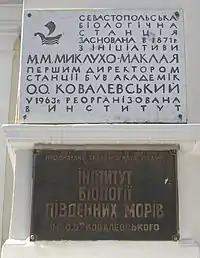 СЕВАСТОПОЛЬСЬКА
БІОЛОГІЧНА
СТАНЦІЯ
ЗАСНОВАНА В 1871 г.
З ІНІЦІАТИВИ
М.М. МИКЛУХО-МАКЛАЯ
ПЕРШИМ ДИРЕКТОРОМ
СТАНЦІЇ БУВ АКАДЕМІК
О.О. КОВАЛЕВСЬКИЙ
У 1963 г. РЕОРГАНІЗОВАНА
В ІНСТИТУТ
ІНСТИТУТ
БІОЛОГІЇ
ПІВДЕННИХ МОРІВ
ІМ. О.О. КОВАЛЕВСЬКОГО